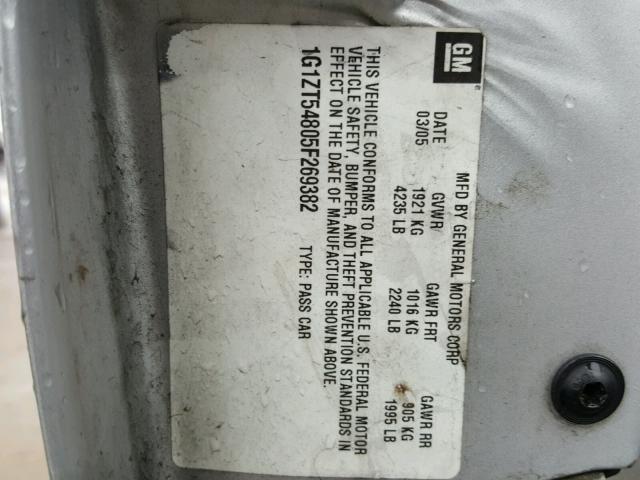 GM
MFD BY GENERAL MOTORS CORP
DATE GVWR GAWR FRT GAWR RR
03/05 1921 KG 1016 KG 905 KG
4235 LB 2240 LB 1995 LB
THIS VEHICLE CONFORMS TO ALL APPLICABLE U.S. FEDERAL MOTOR
VEHICLE SAFETY, BUMPER, AND THEFT PREVENTION STANDARDS IN
EFFECT ON THE DATE OF MANUFACTURE SHOWN ABOVE.
1G1ZT54805F269382 TYPE: PASS CAR